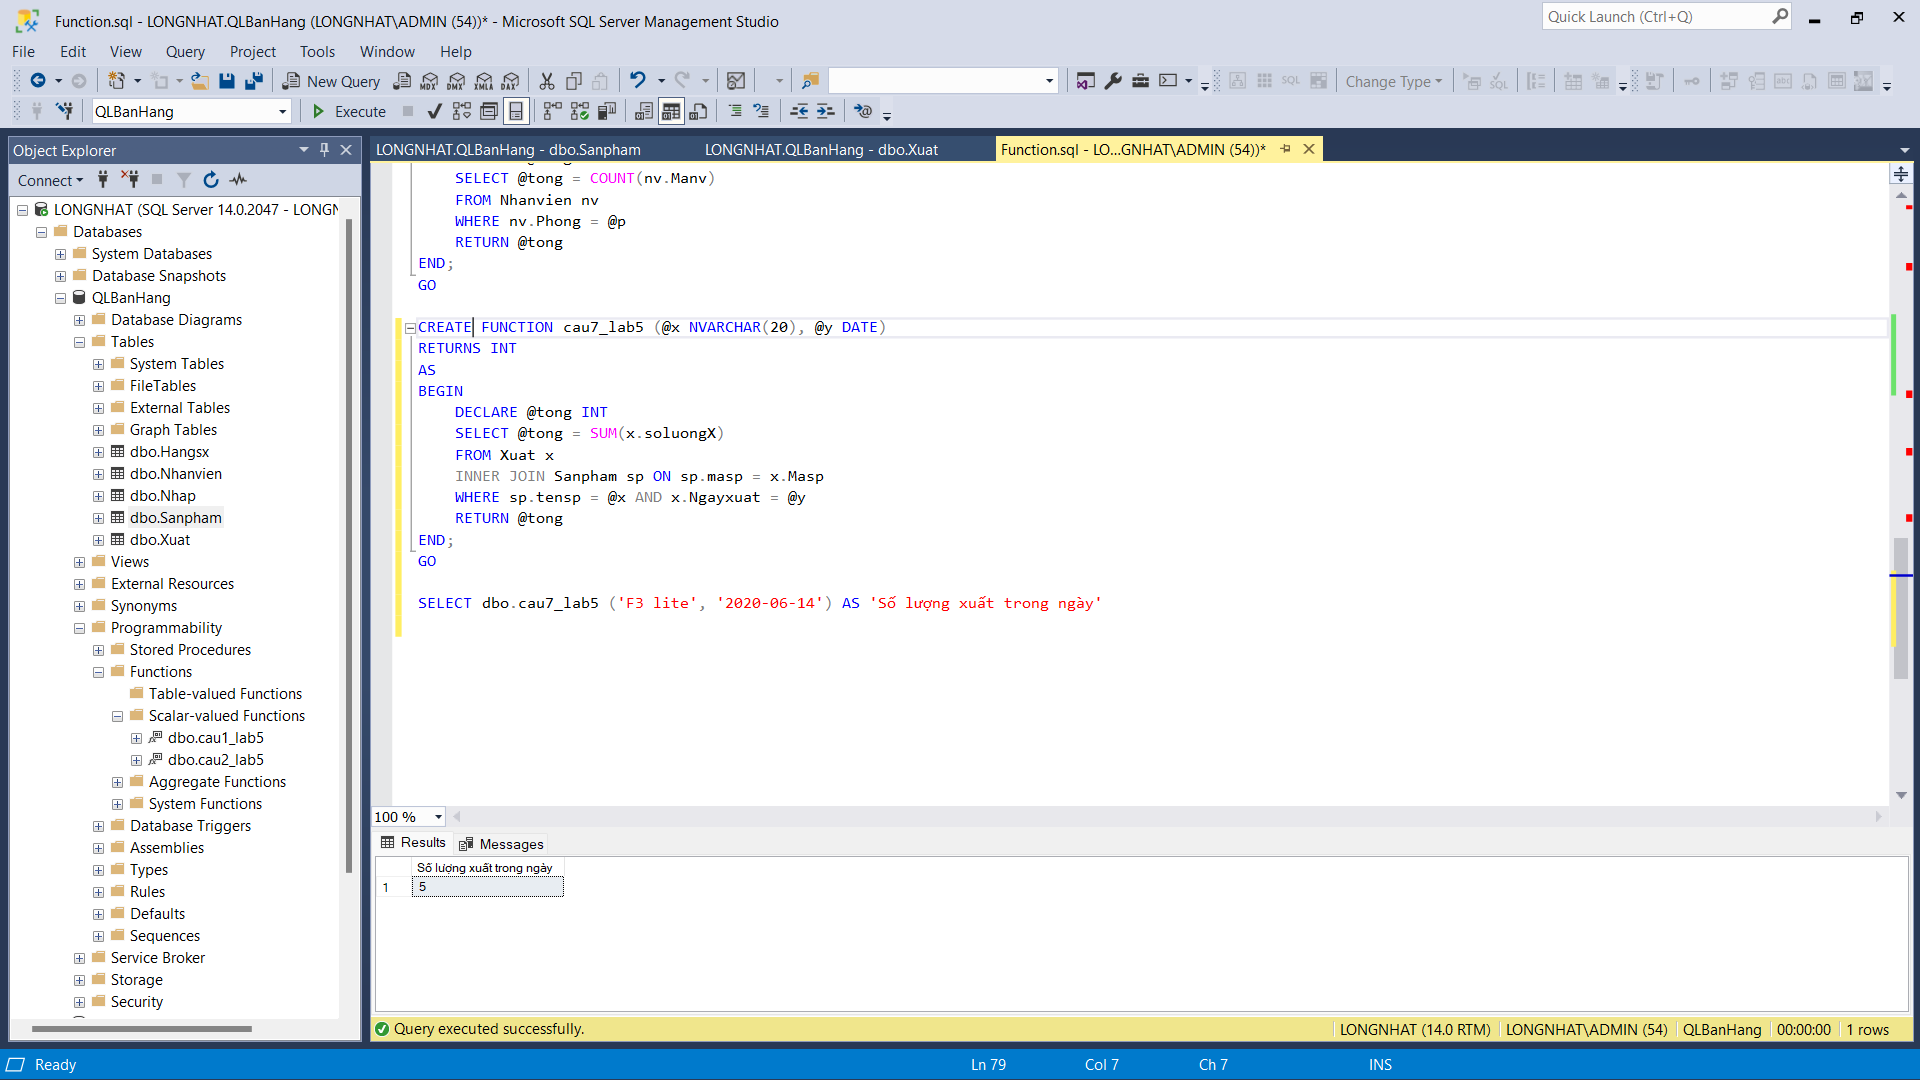 Function.sql - LONGNHAT.QLBanHang (LONGNHAT\ADMIN (54))* - Microsoft SQL Server Management Studio
Quick Launch (Ctrl+Q)
File Edit View Query Project Tools Window Help
New Query MDX DMX XMLA DAX SQL Change Type
QLBanHang Execute
Object Explorer
Connect
LONGNHAT (SQL Server 14.0.2047 - LONGN
Databases
System Databases
Database Snapshots
QLBanHang
Database Diagrams
Tables
System Tables
FileTables
External Tables
Graph Tables
dbo.Hangsx
dbo.Nhanvien
dbo.Nhap
dbo.Sanpham
dbo.Xuat
Views
External Resources
Synonyms
Programmability
Stored Procedures
Functions
Table-valued Functions
Scalar-valued Functions
dbo.cau1_lab5
dbo.cau2_lab5
Aggregate Functions
System Functions
Database Triggers
Assemblies
Types
Rules
Defaults
Sequences
Service Broker
Storage
Security
LONGNHAT.QLBanHang - dbo.Sanpham
LONGNHAT.QLBanHang - dbo.Xuat
Function.sql - LO...GNHAT\ADMIN (54))*
SELECT @tong = COUNT(nv.Manv)
FROM Nhanvien nv
WHERE nv.Phong = @p
RETURN @tong
END;
GO
CREATE FUNCTION cau7_lab5 (@x NVARCHAR(20), @y DATE)
RETURNS INT
AS
BEGIN
DECLARE @tong INT
SELECT @tong = SUM(x.soluongX)
FROM Xuat x
INNER JOIN Sanpham sp ON sp.masp = x.Masp
WHERE sp.tensp = @x AND x.Ngayxuat = @y
RETURN @tong
END;
GO
SELECT dbo.cau7_lab5 ('F3 lite', '2020-06-14') AS 'Số lượng xuất trong ngày'
100 %
Results Messages
Số lượng xuất trong ngày
1 5
Query executed successfully.
LONGNHAT (14.0 RTM) LONGNHAT\ADMIN (54) QLBanHang 00:00:00 1 rows
Ready Ln 79 Col 7 Ch 7 INS